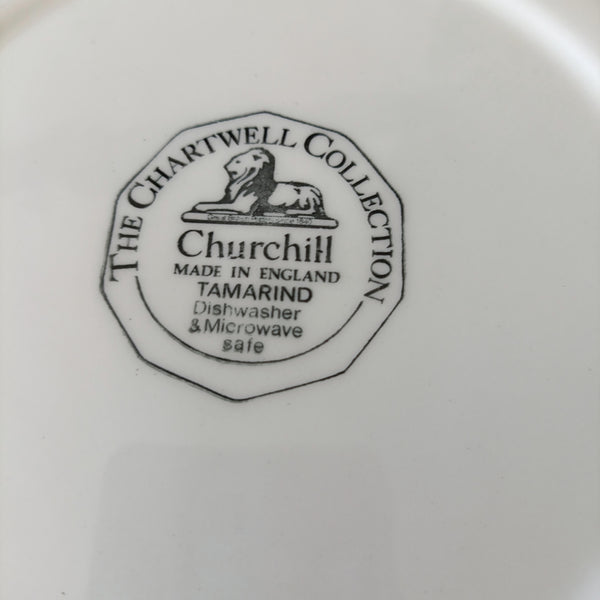 THE CHARTWELL COLLECTION
Churchill
MADE IN ENGLAND
TAMARIND
Dishwasher
& Microwave
safe